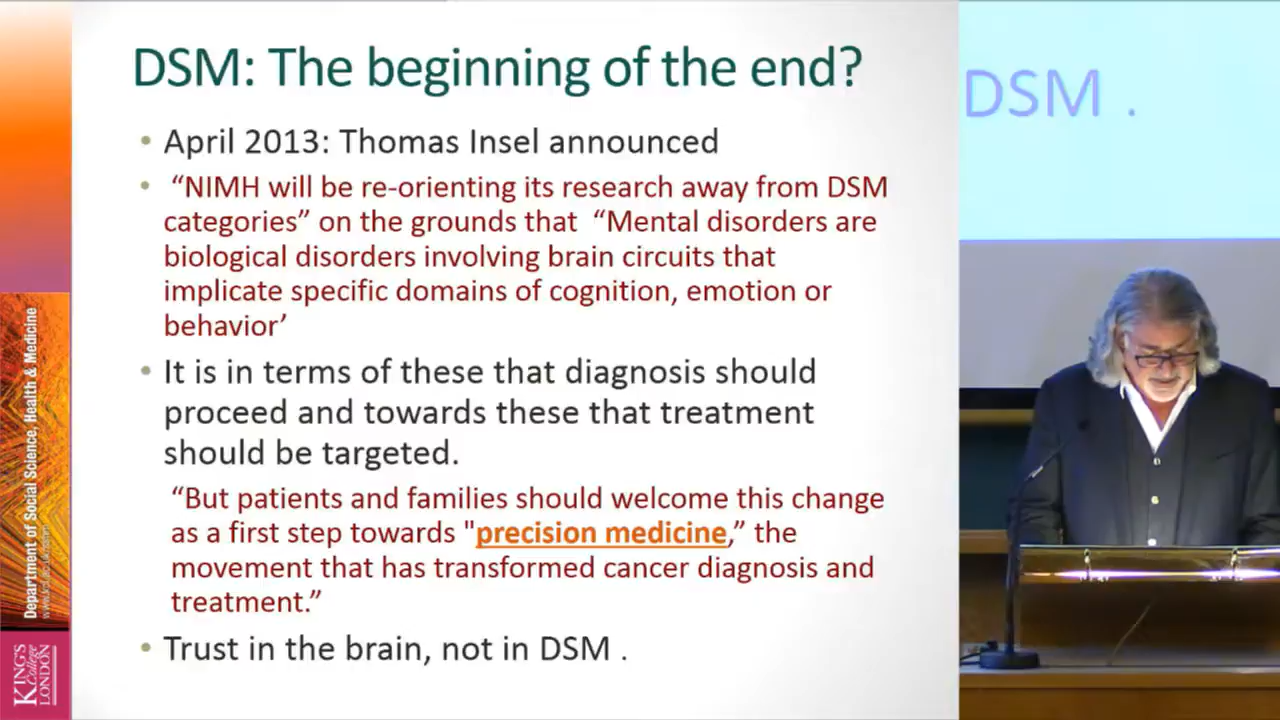 DSM: The beginning of the end?
• April 2013: Thomas Insel announced
• “NIMH will be re-orienting its research away from DSM
categories” on the grounds that “Mental disorders are
biological disorders involving brain circuits that
implicate specific domains of cognition, emotion or
behavior’
• It is in terms of these that diagnosis should
proceed and towards these that treatment
should be targeted.
“But patients and families should welcome this change
as a first step towards "precision medicine,” the
movement that has transformed cancer diagnosis and
treatment.”
• Trust in the brain, not in DSM .
DSM .
Department of Social Science, Health & Medicine
KING'S
College
LONDON